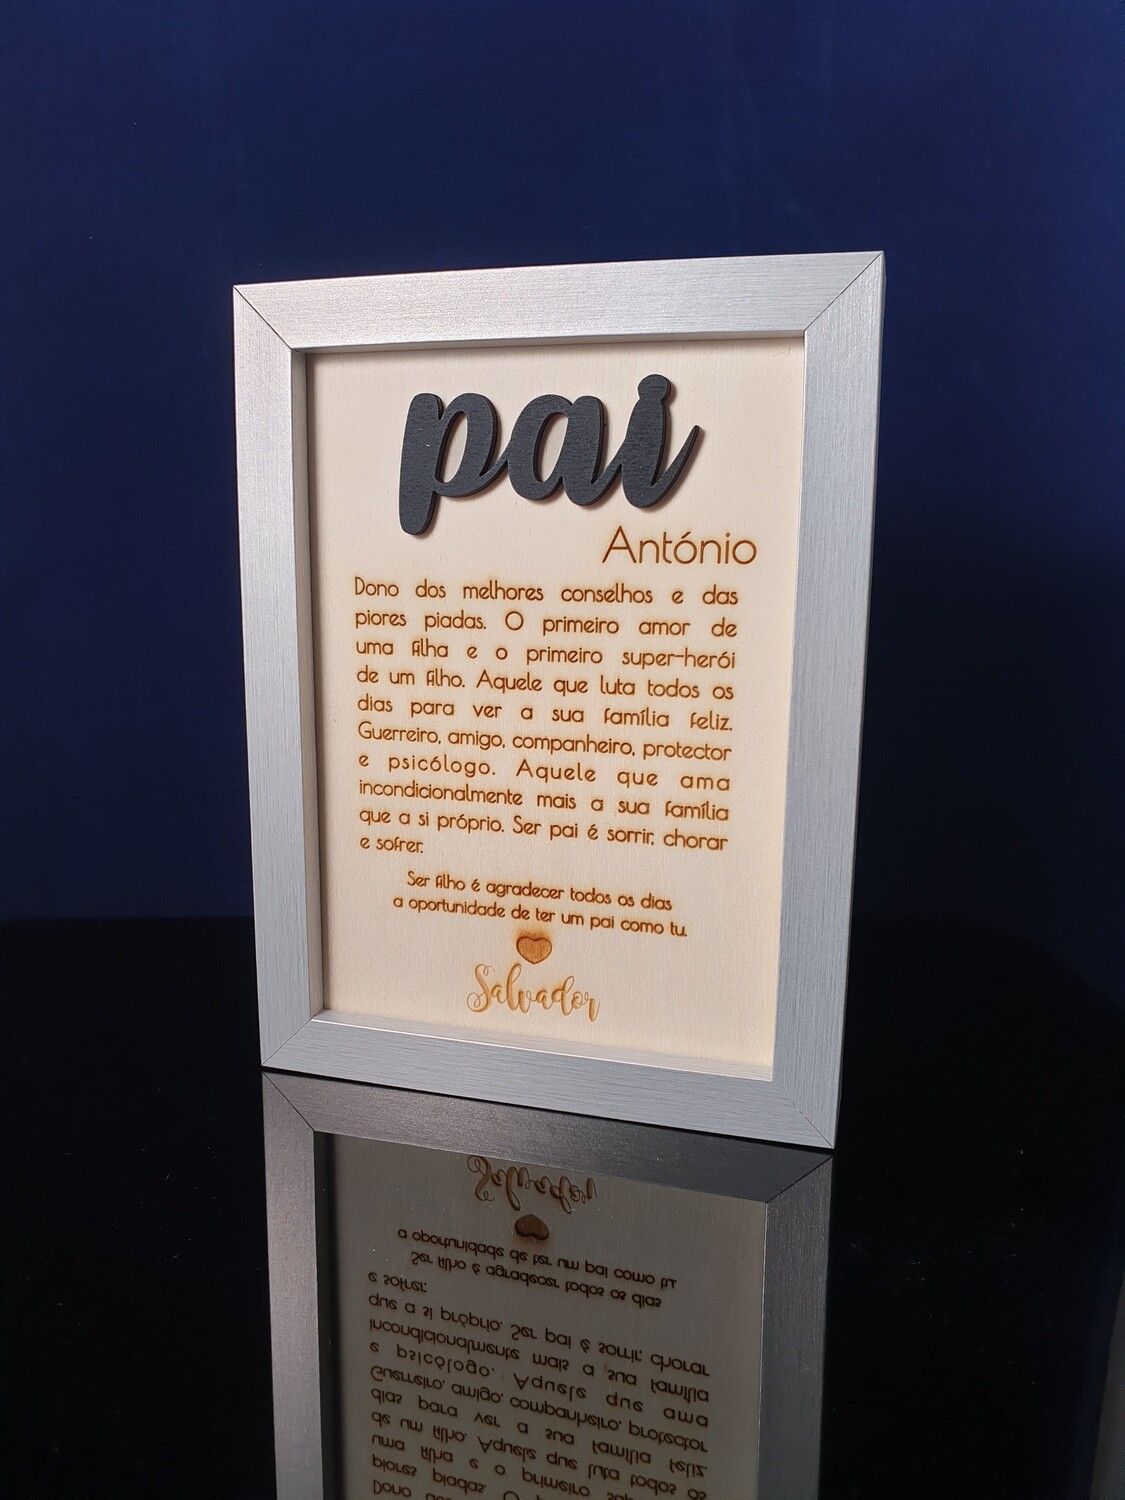 pai
António
Dono dos melhores conselhos e das
piores piadas. O primeiro amor de
uma filha e o primeiro super-herói
de um filho. Aquele que luta todos os
dias para ver a sua família feliz.
Guerreiro, amigo, companheiro, protector
e psicólogo. Aquele que ama
incondicionalmente mais a sua família
que a si próprio. Ser pai é sorrir, chorar
e sofrer.
Ser filho é agradecer todos os dias
a oportunidade de ter um pai como tu.
Salvador